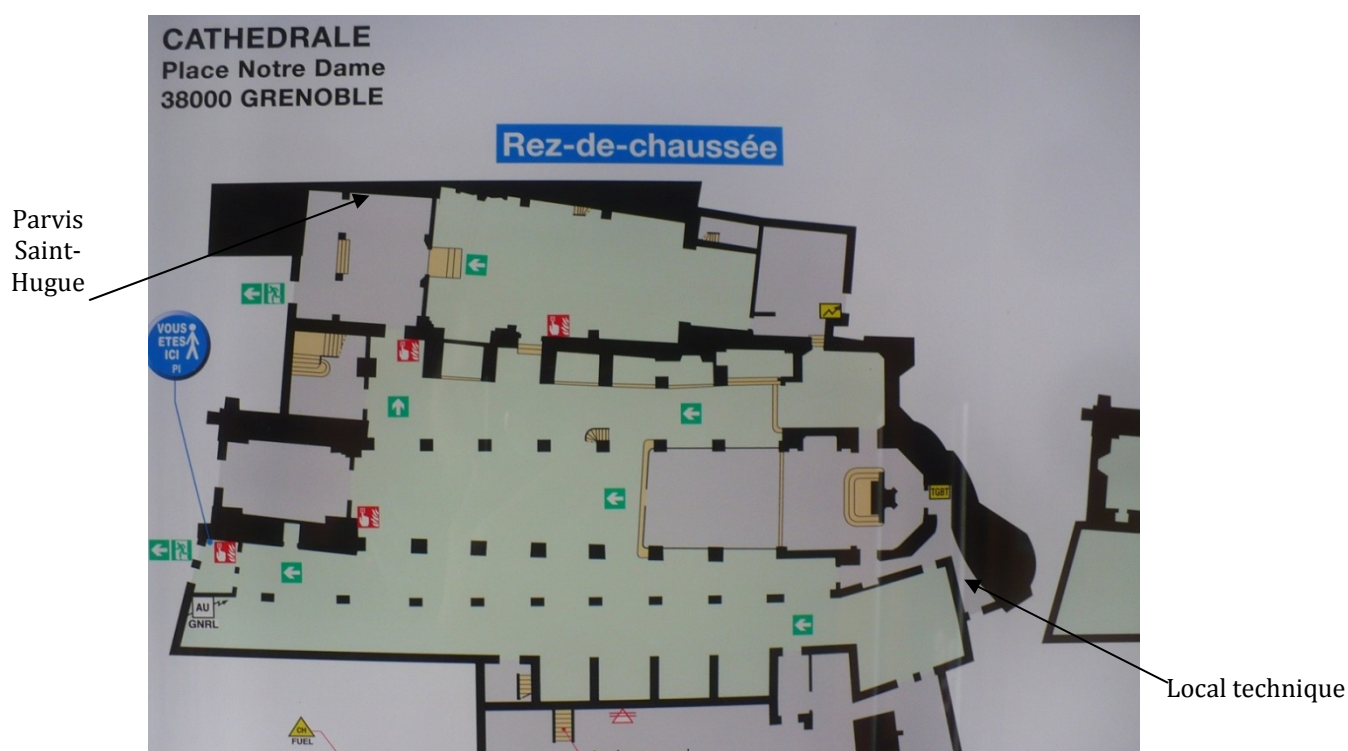 CATHEDRALE
Place Notre Dame
38000 GRENOBLE
Rez-de-chaussée
Parvis
Saint-
Hugue
VOUS
ETES
ICI
PI
TGBT
AU
GNRL
Local technique
CH
FUEL